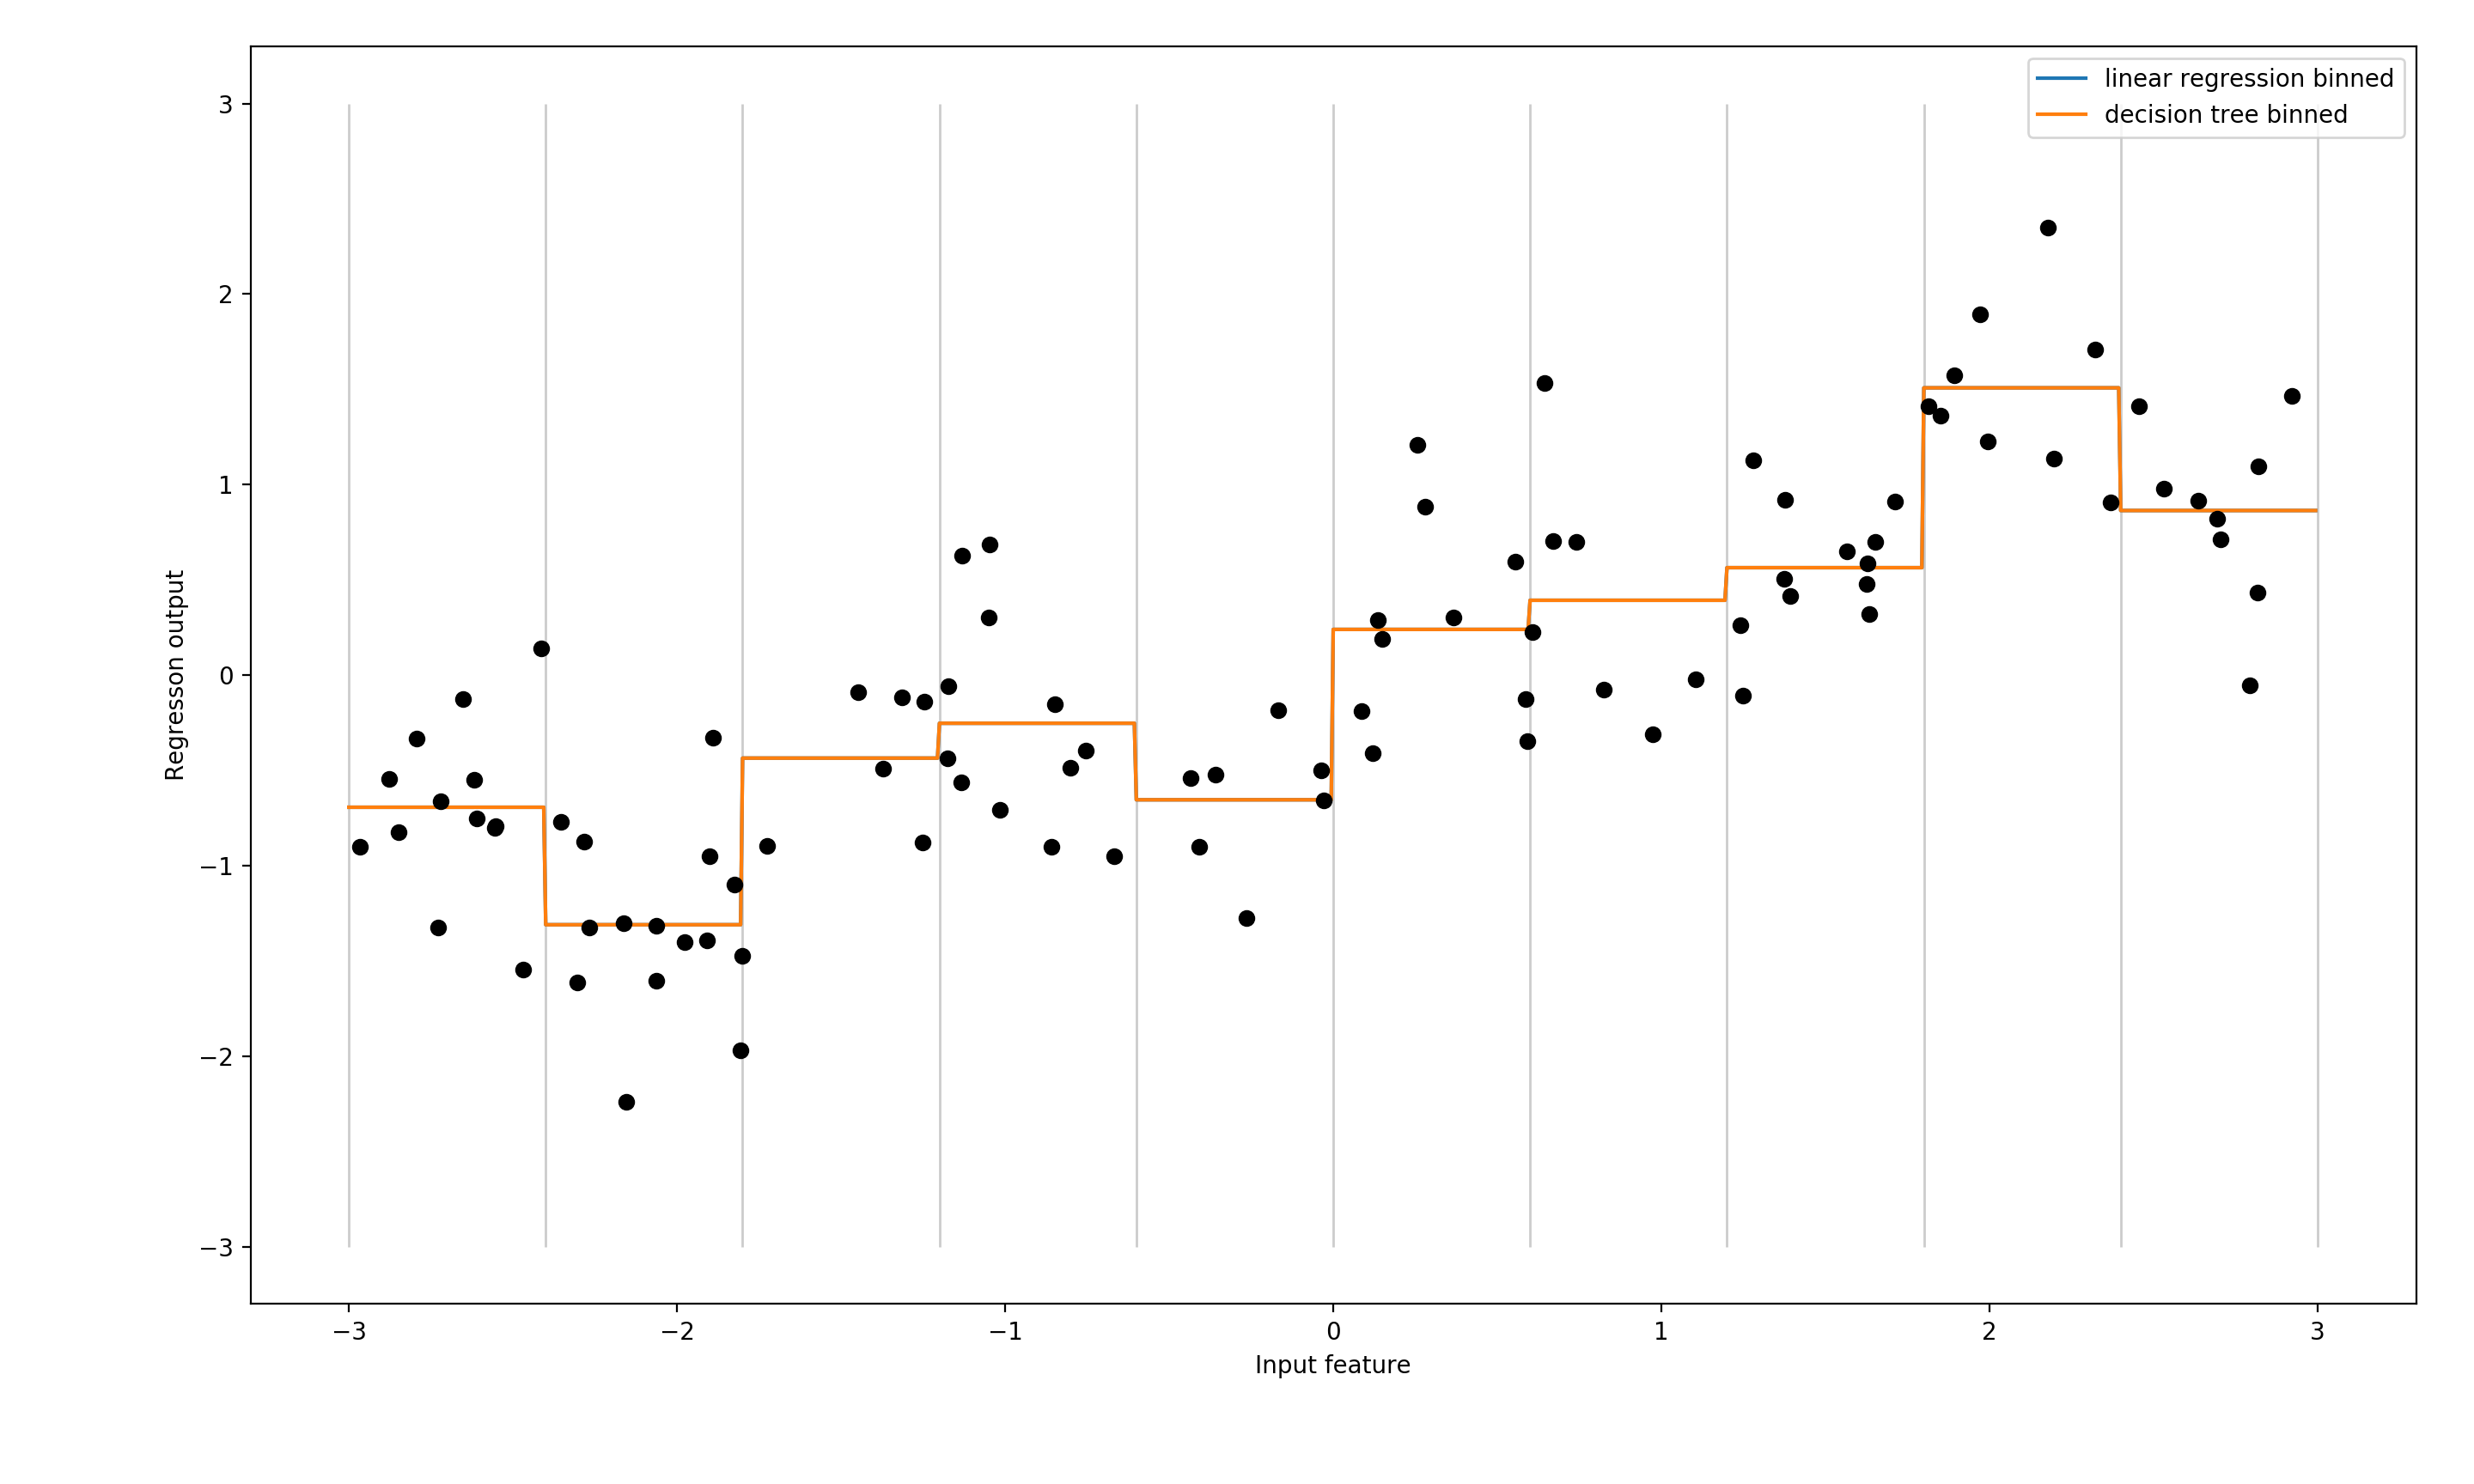 linear regression binned
decision tree binned
3
2
1
0
−1
−2
−3
Regresson output
−3 −2 −1 0 1 2 3
Input feature